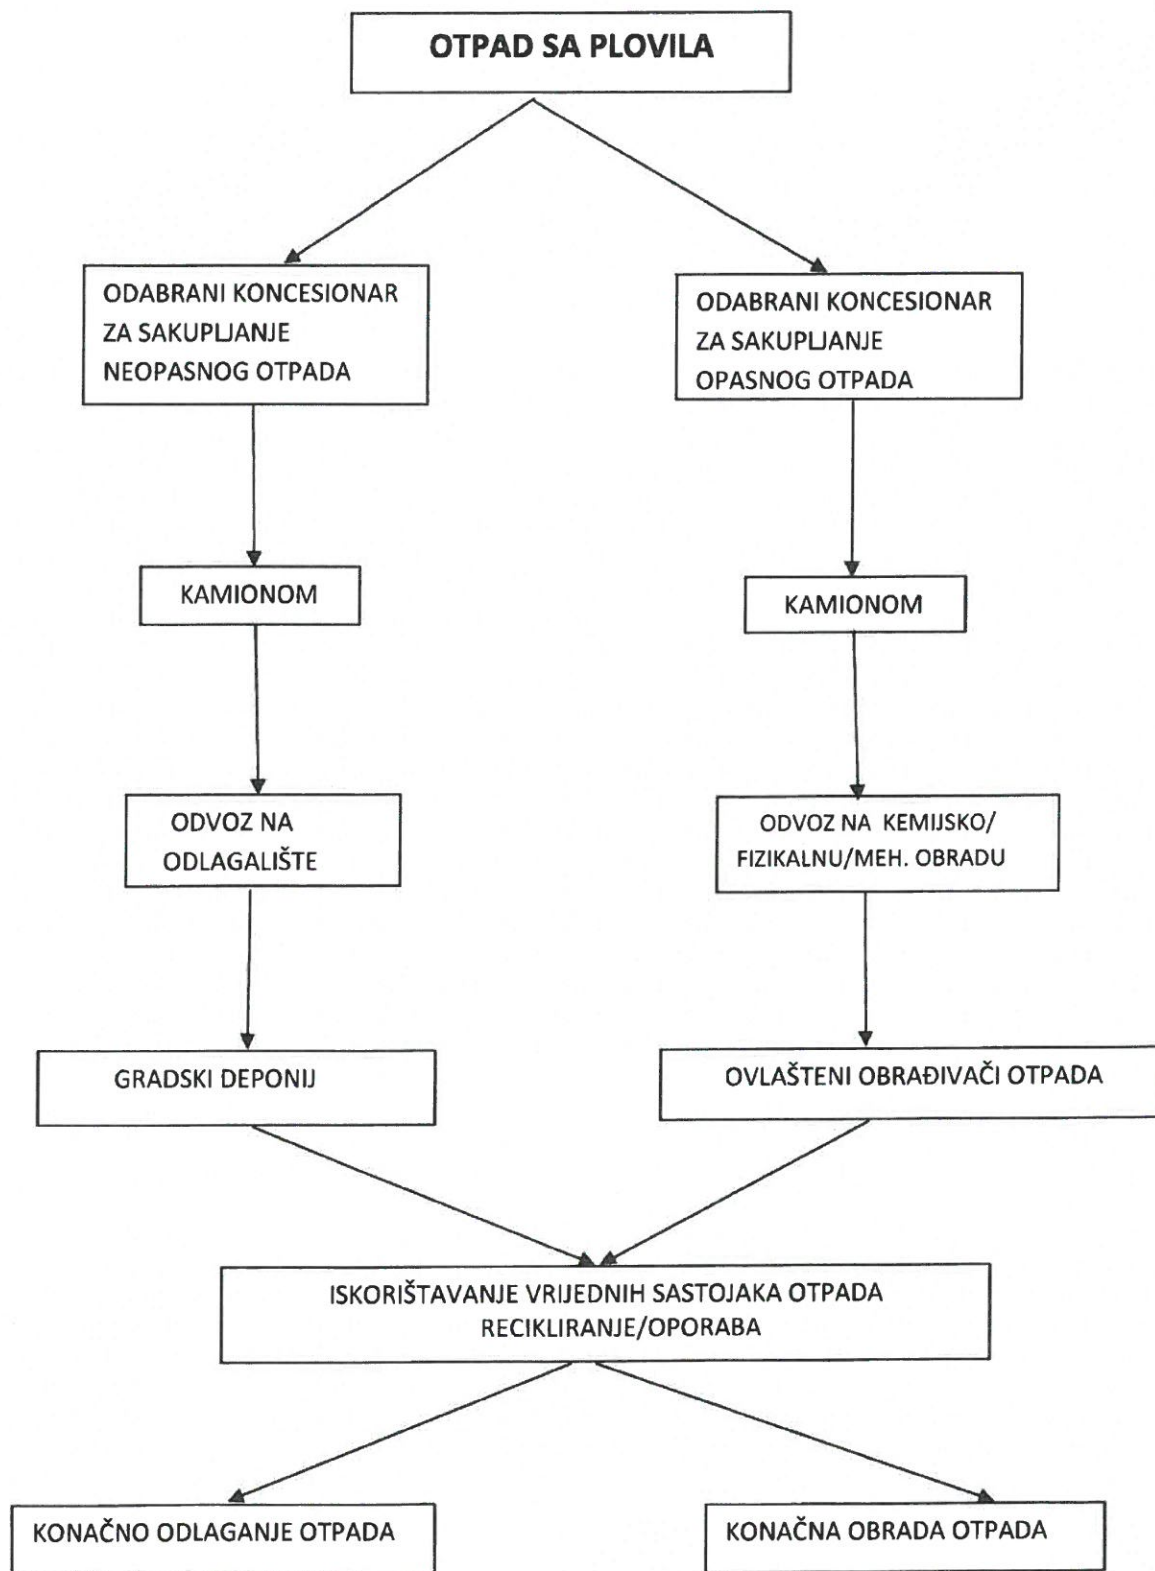 OTPAD SA PLOVILA
ODABRANI KONCESIONAR
ZA SAKUPLJANJE
NEOPASNOG OTPADA
ODABRANI KONCESIONAR
ZA SAKUPLJANJE
OPASNOG OTPADA
KAMIONOM
KAMIONOM
ODVOZ NA
ODLAGALIŠTE
ODVOZ NA KEMIJSKO/
FIZIKALNU/MEH. OBRADU
GRADSKI DEPONIJ
OVLAŠTENI OBRAĐIVAČI OTPADA
ISKORIŠTAVANJE VRIJEDNIH SASTOJAKA OTPADA
RECIKLIRANJE/OPORABA
KONAČNO ODLAGANJE OTPADA
KONAČNA OBRADA OTPADA